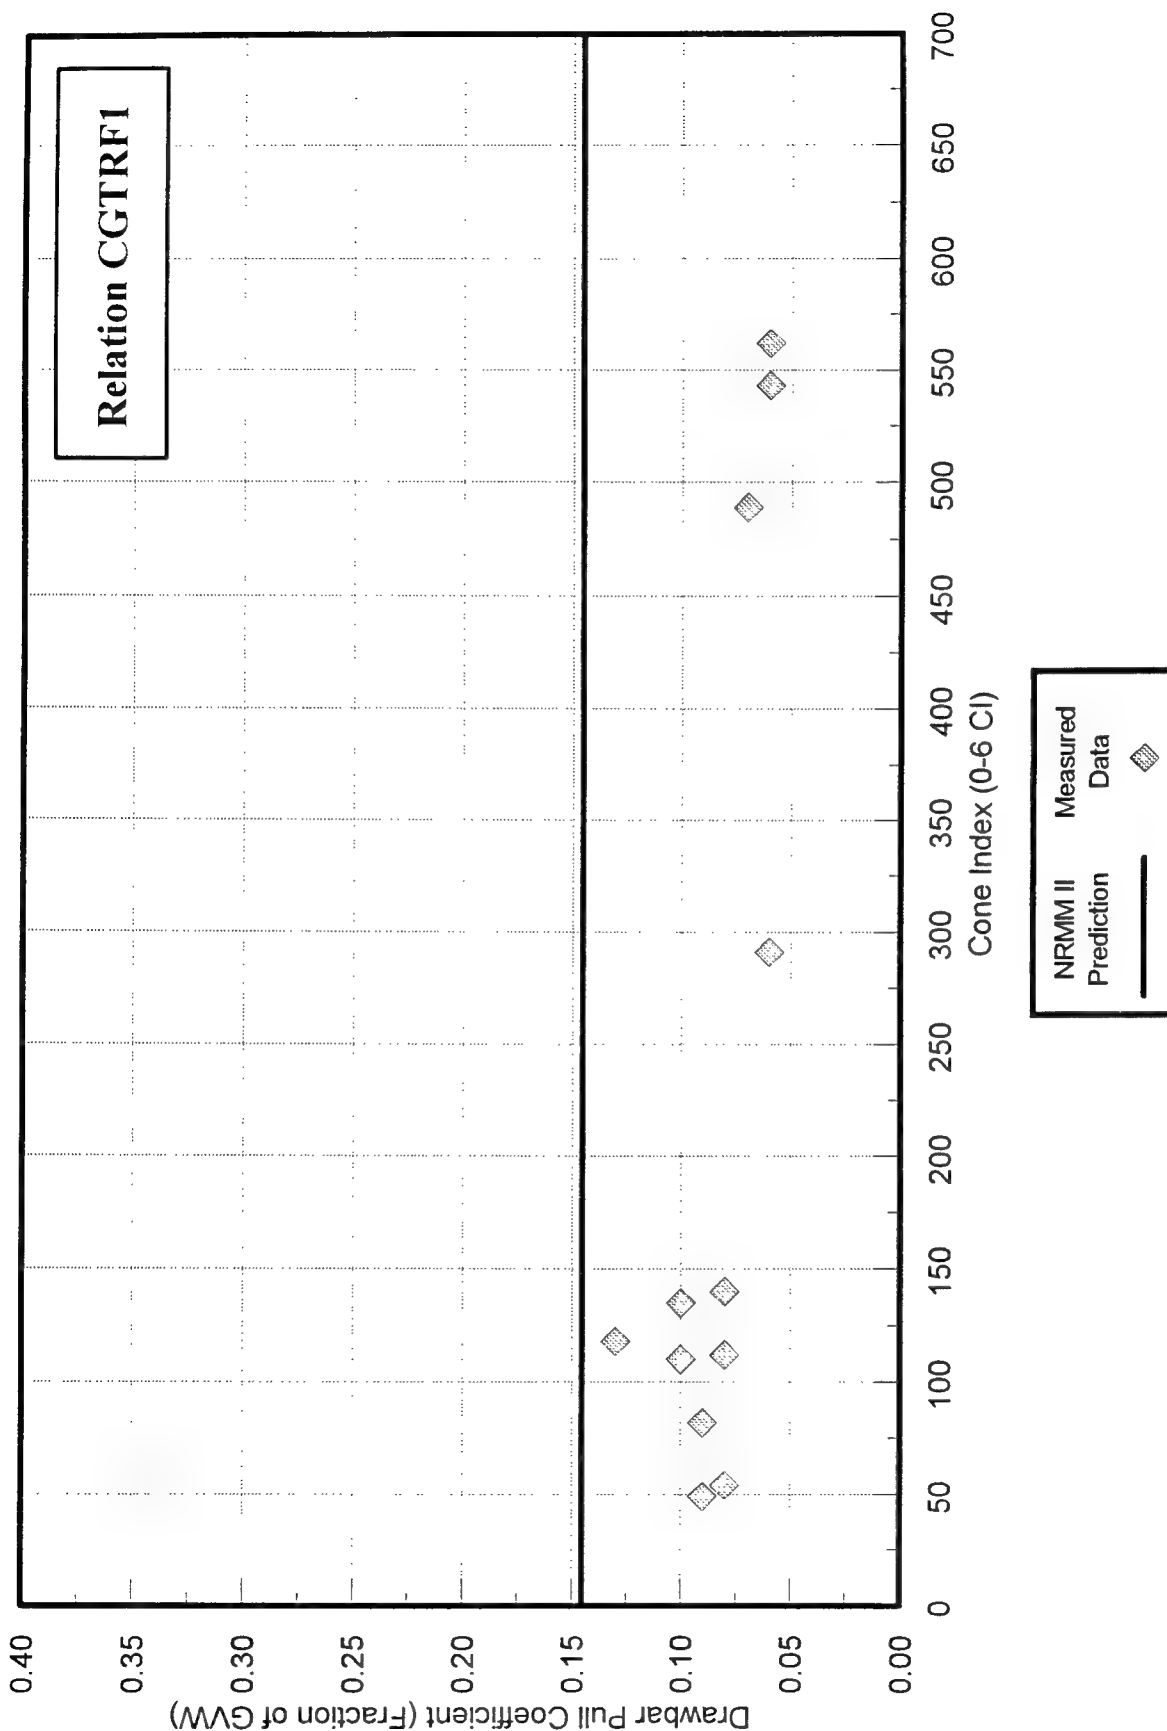 Relation CGTRF1
Drawbar Pull Coefficient (Fraction of GVW)
0.40
0.35
0.30
0.25
0.20
0.15
0.10
0.05
0.00
0 50 100 150 200 250 300 350 400 450 500 550 600 650 700
Cone Index (0-6 CI)
NRMM II Measured
Prediction Data